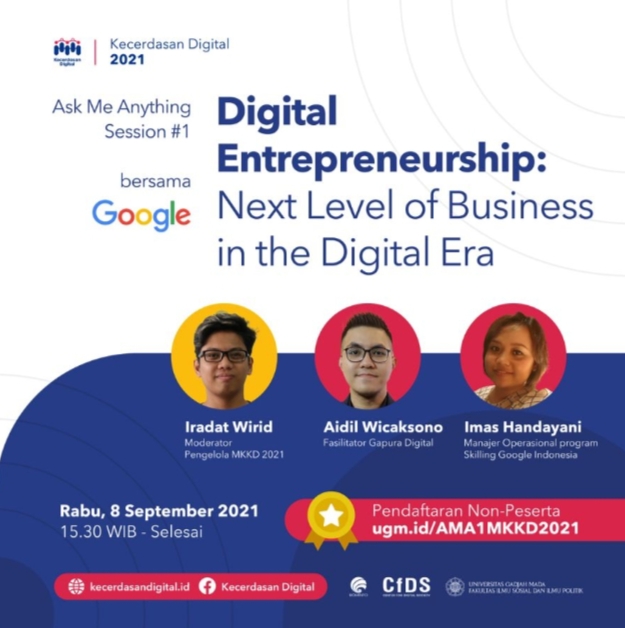 Kecerdasan Digital
Kecerdasan Digital
2021
Ask Me Anything
Session #1
bersama
Google
Digital
Entrepreneurship:
Next Level of Business
in the Digital Era
Iradat Wirid
Moderator
Pengelola MKKD 2021
Aidil Wicaksono
Fasilitator Gapura Digital
Imas Handayani
Manajer Operasional program
Skilling Google Indonesia
Rabu, 8 September 2021
15.30 WIB - Selesai
Pendaftaran Non-Peserta
ugm.id/AMA1MKKD2021
kecerdasandigital.id
Kecerdasan Digital
CfDS
UNIVERSITAS GADJAH MADA
FAKULTAS ILMU SOSIAL DAN ILMU POLITIK